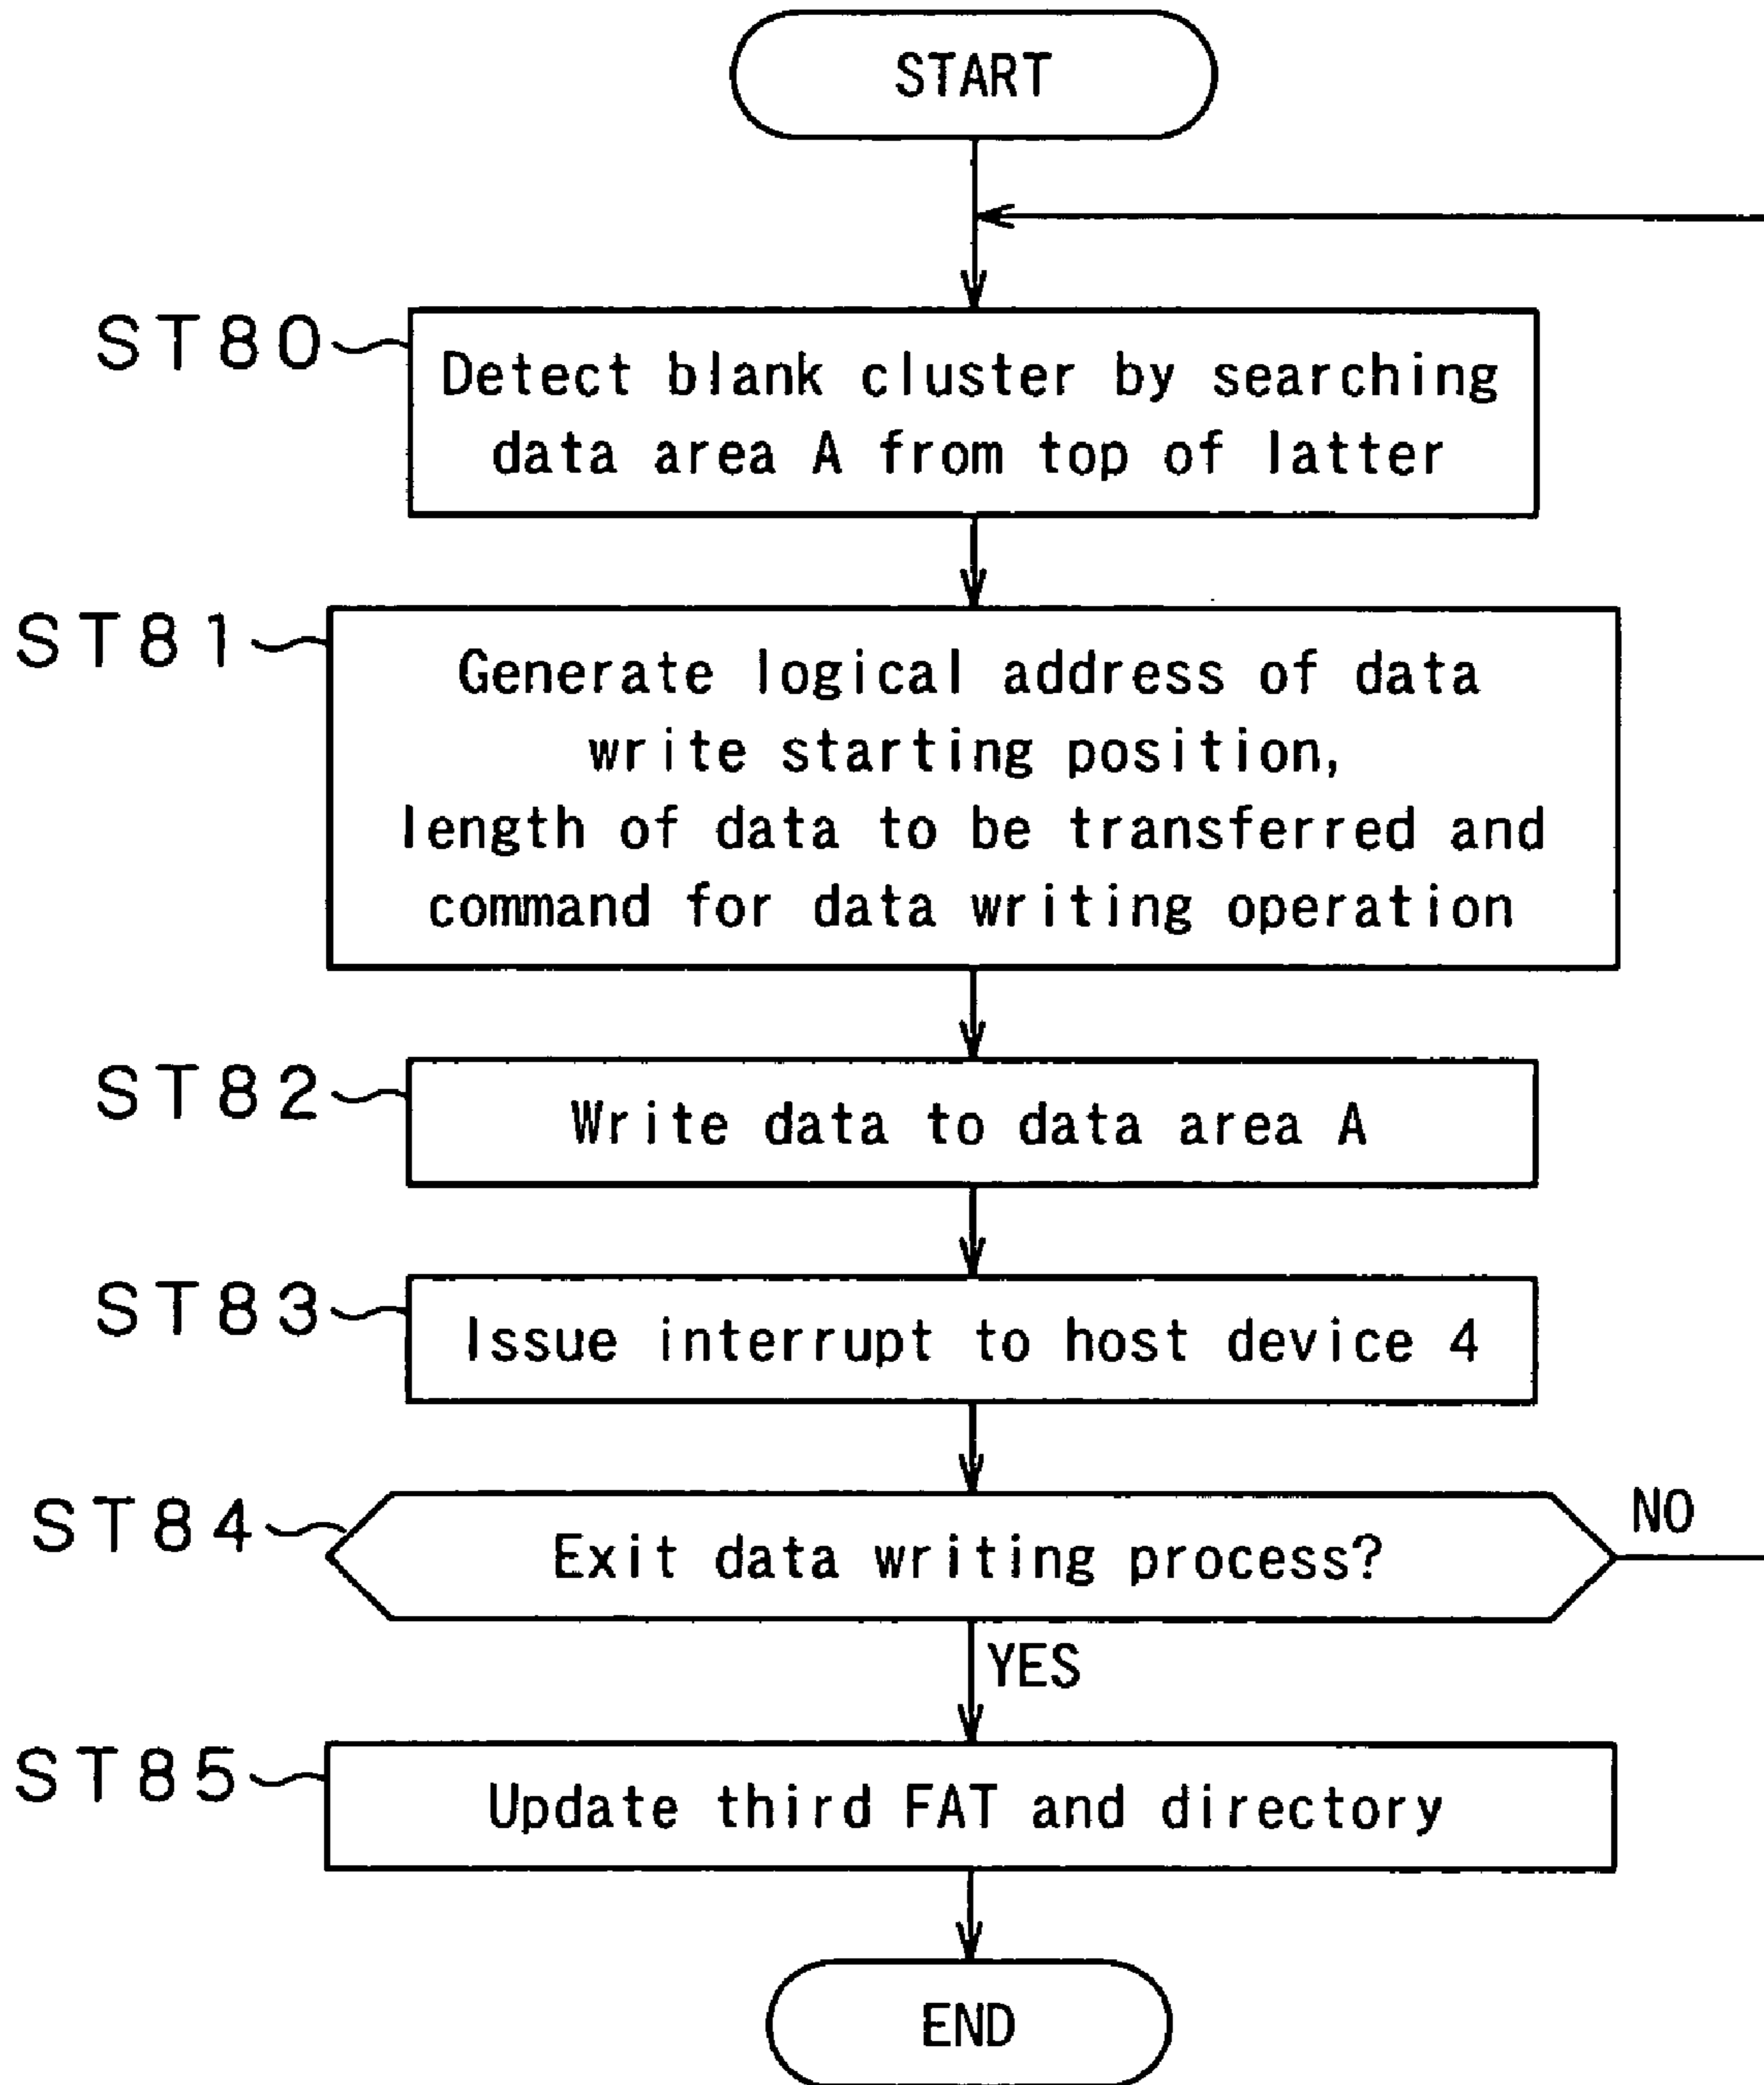 START
ST80
Detect blank cluster by searching
data area A from top of latter
ST81
Generate logical address of data
write starting position,
length of data to be transferred and
command for data writing operation
ST82
Write data to data area A
ST83
Issue interrupt to host device 4
ST84
Exit data writing process?
NO
YES
ST85
Update third FAT and directory
END